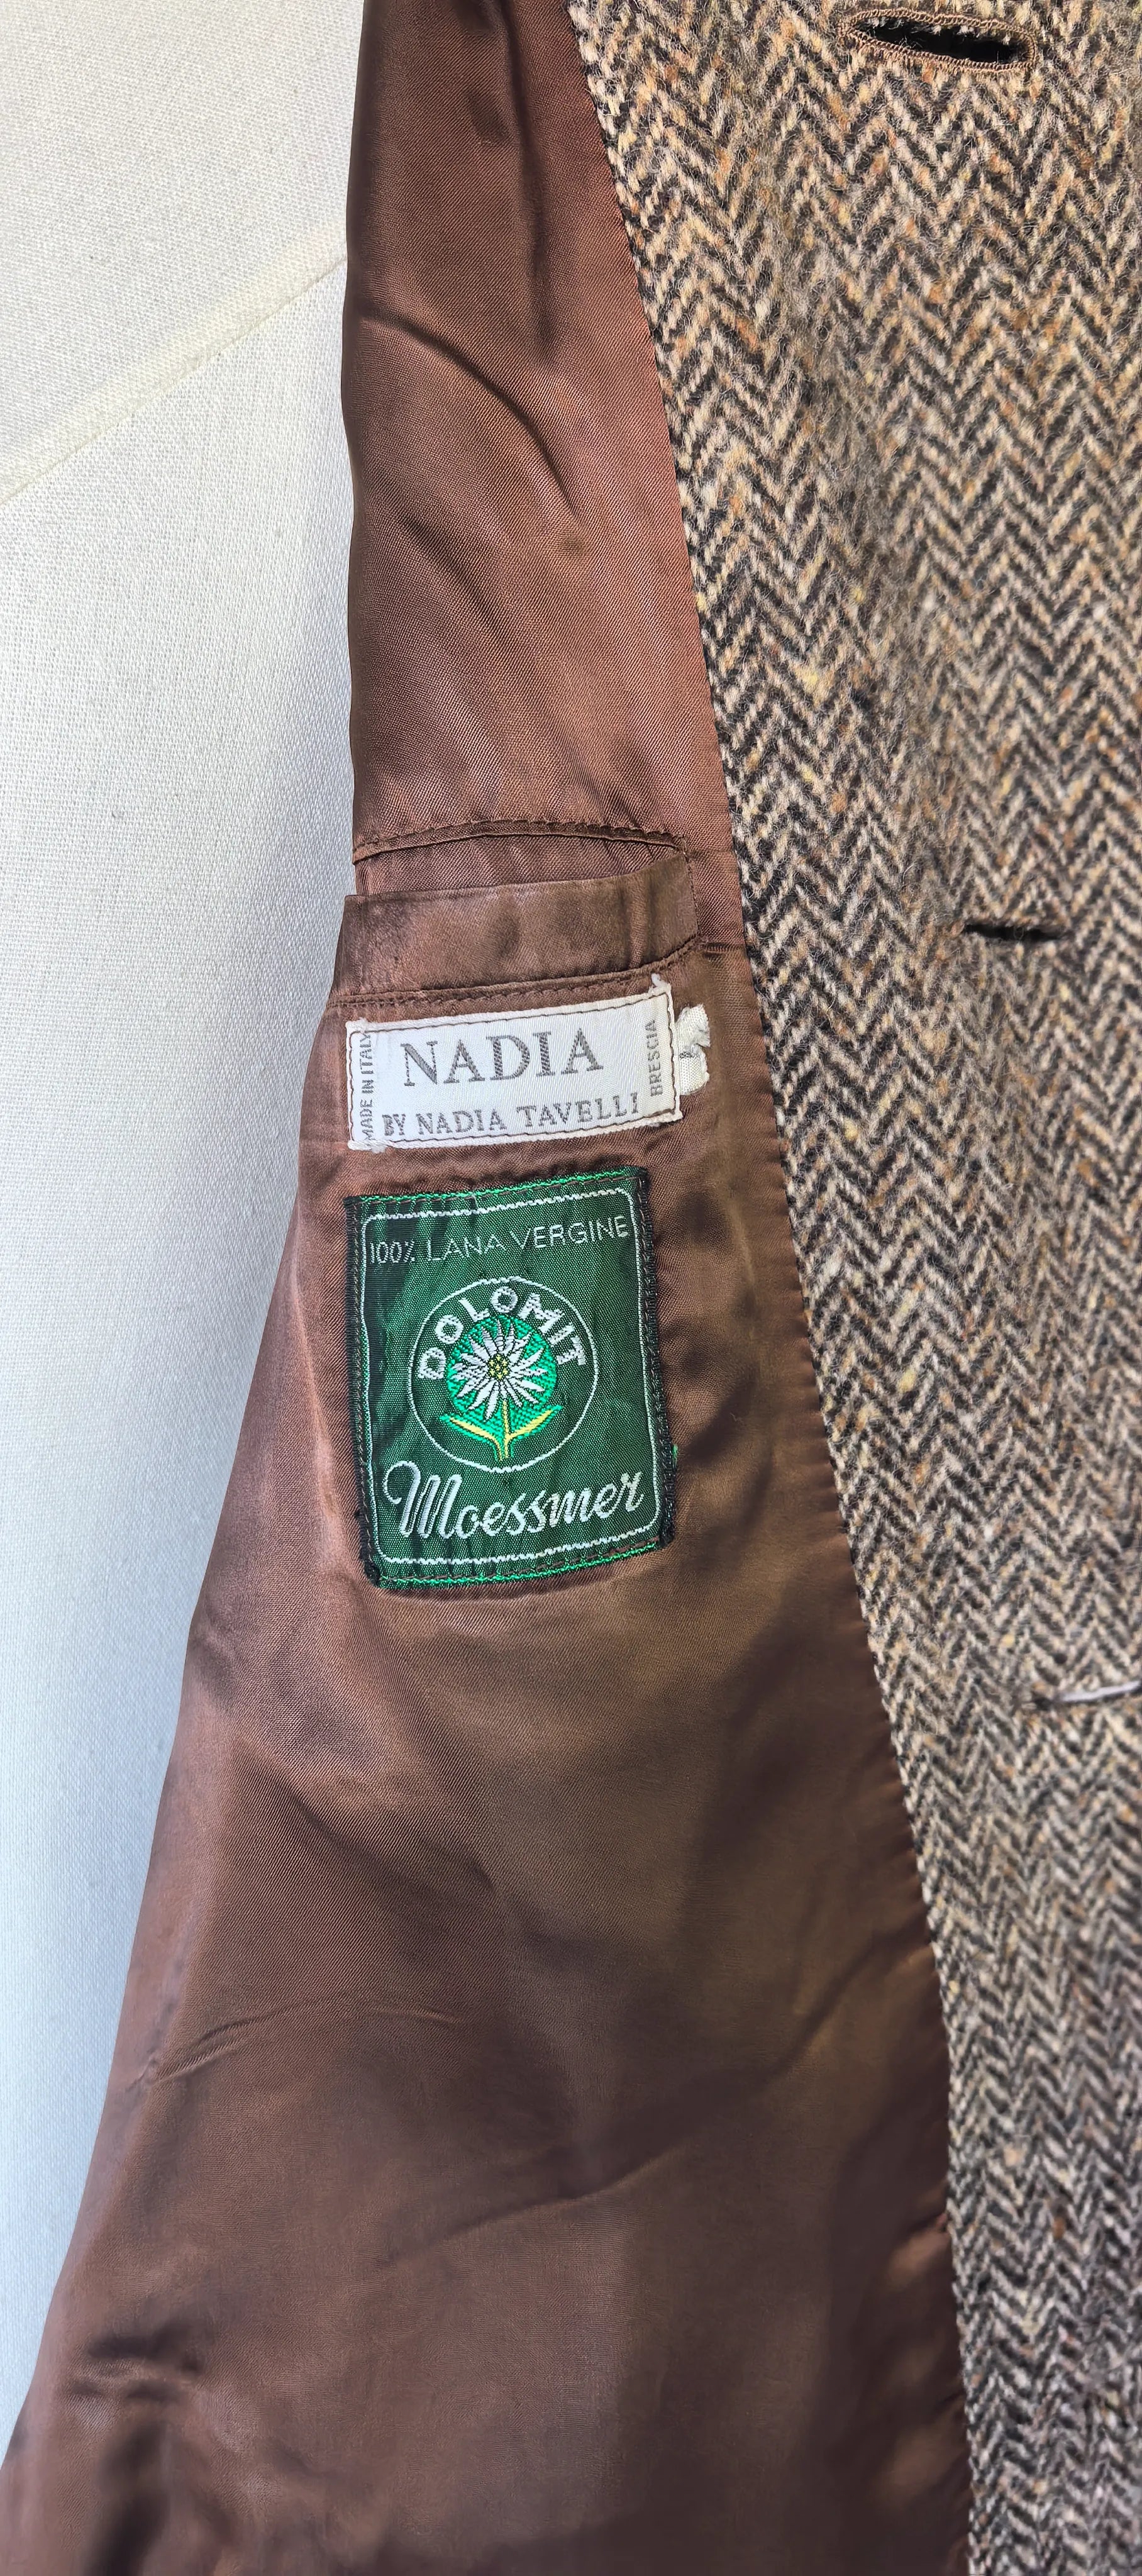 MADE IN ITALY
NADIA
BY NADIA TAVELLI
BRESCIA
100% LANA VERGINE
DOLOMIT
Moessmer